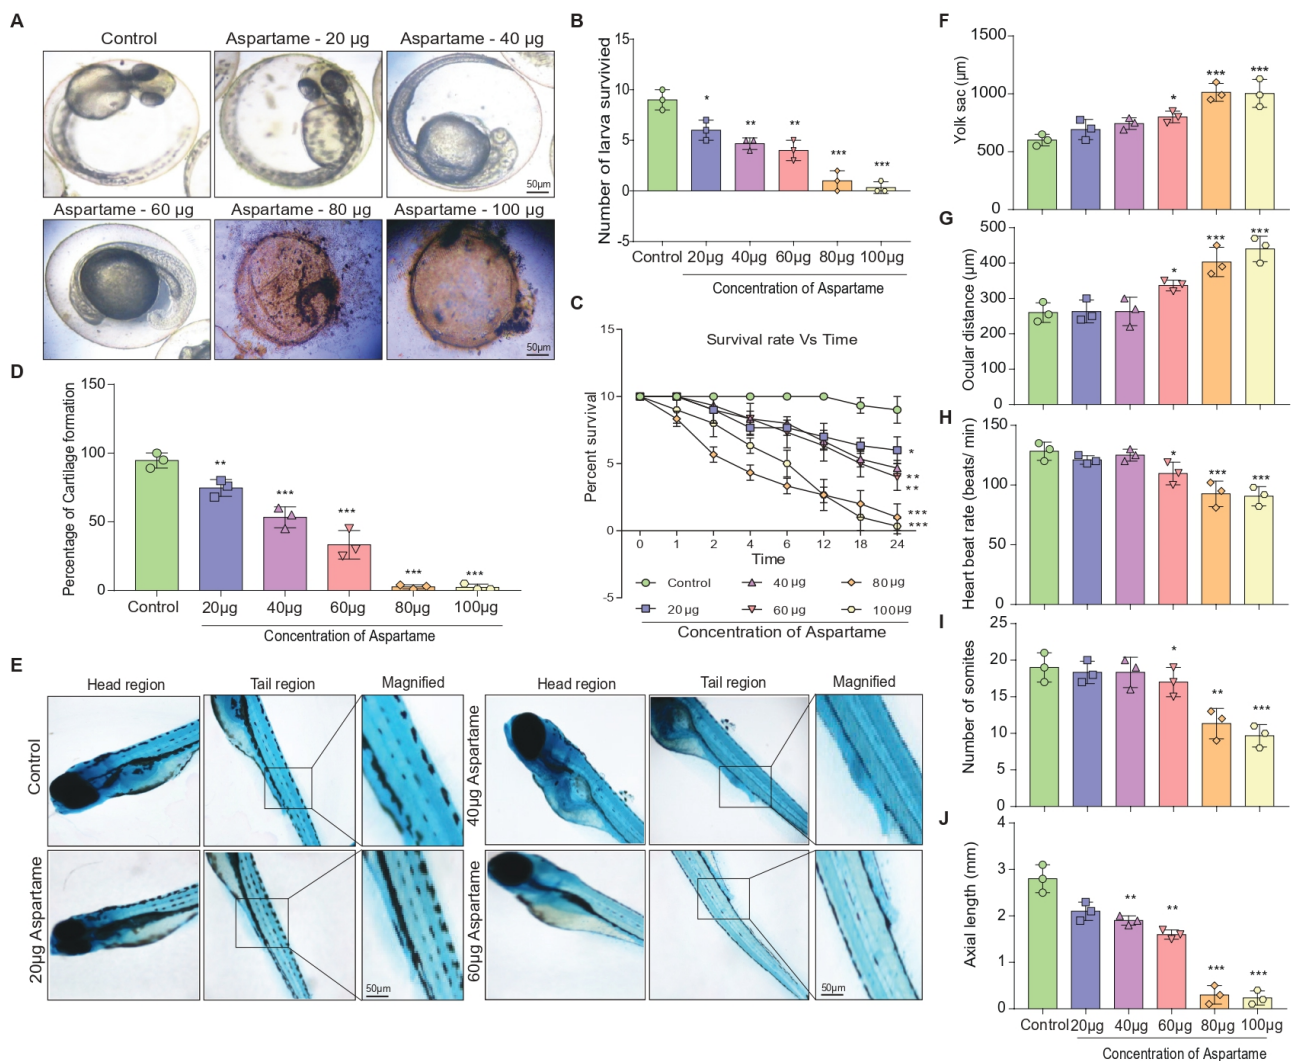 A
Control
Aspartame - 20 µg
Aspartame - 40 µg
50µm
Aspartame - 60 µg
Aspartame - 80 µg
Aspartame - 100 µg
50µm
B
Number of larva survivied
15
10
5
0
-5
*
**
**
***
***
Control
20µg
40µg
60µg
80µg
100µg
Concentration of Aspartame
C
Survival rate Vs Time
Percent survival
15
10
5
0
-5
*
**
**
***
***
0 1 2 4 6 12 18 24
Time
Control
40 µg
80 µg
20 µg
60 µg
100 µg
Concentration of Aspartame
D
Percentage of Cartilage formation
150
100
50
0
**
***
***
***
***
Control
20µg
40µg
60µg
80µg
100µg
Concentration of Aspartame
E
Head region
Tail region
Magnified
Head region
Tail region
Magnified
Control
40µg Aspartame
20µg Aspartame
50µm
60µg Aspartame
50µm
F
Yolk sac (µm)
1500
1000
500
0
*
***
***
G
Ocular distance (µm)
500
400
300
200
100
0
*
***
***
H
Heart beat rate (beats/ min)
150
100
50
0
*
***
***
I
Number of somites
25
20
15
10
5
0
*
**
***
J
Axial length (mm)
4
3
2
1
0
**
**
***
***
Control
20µg
40µg
60µg
80µg
100µg
Concentration of Aspartame